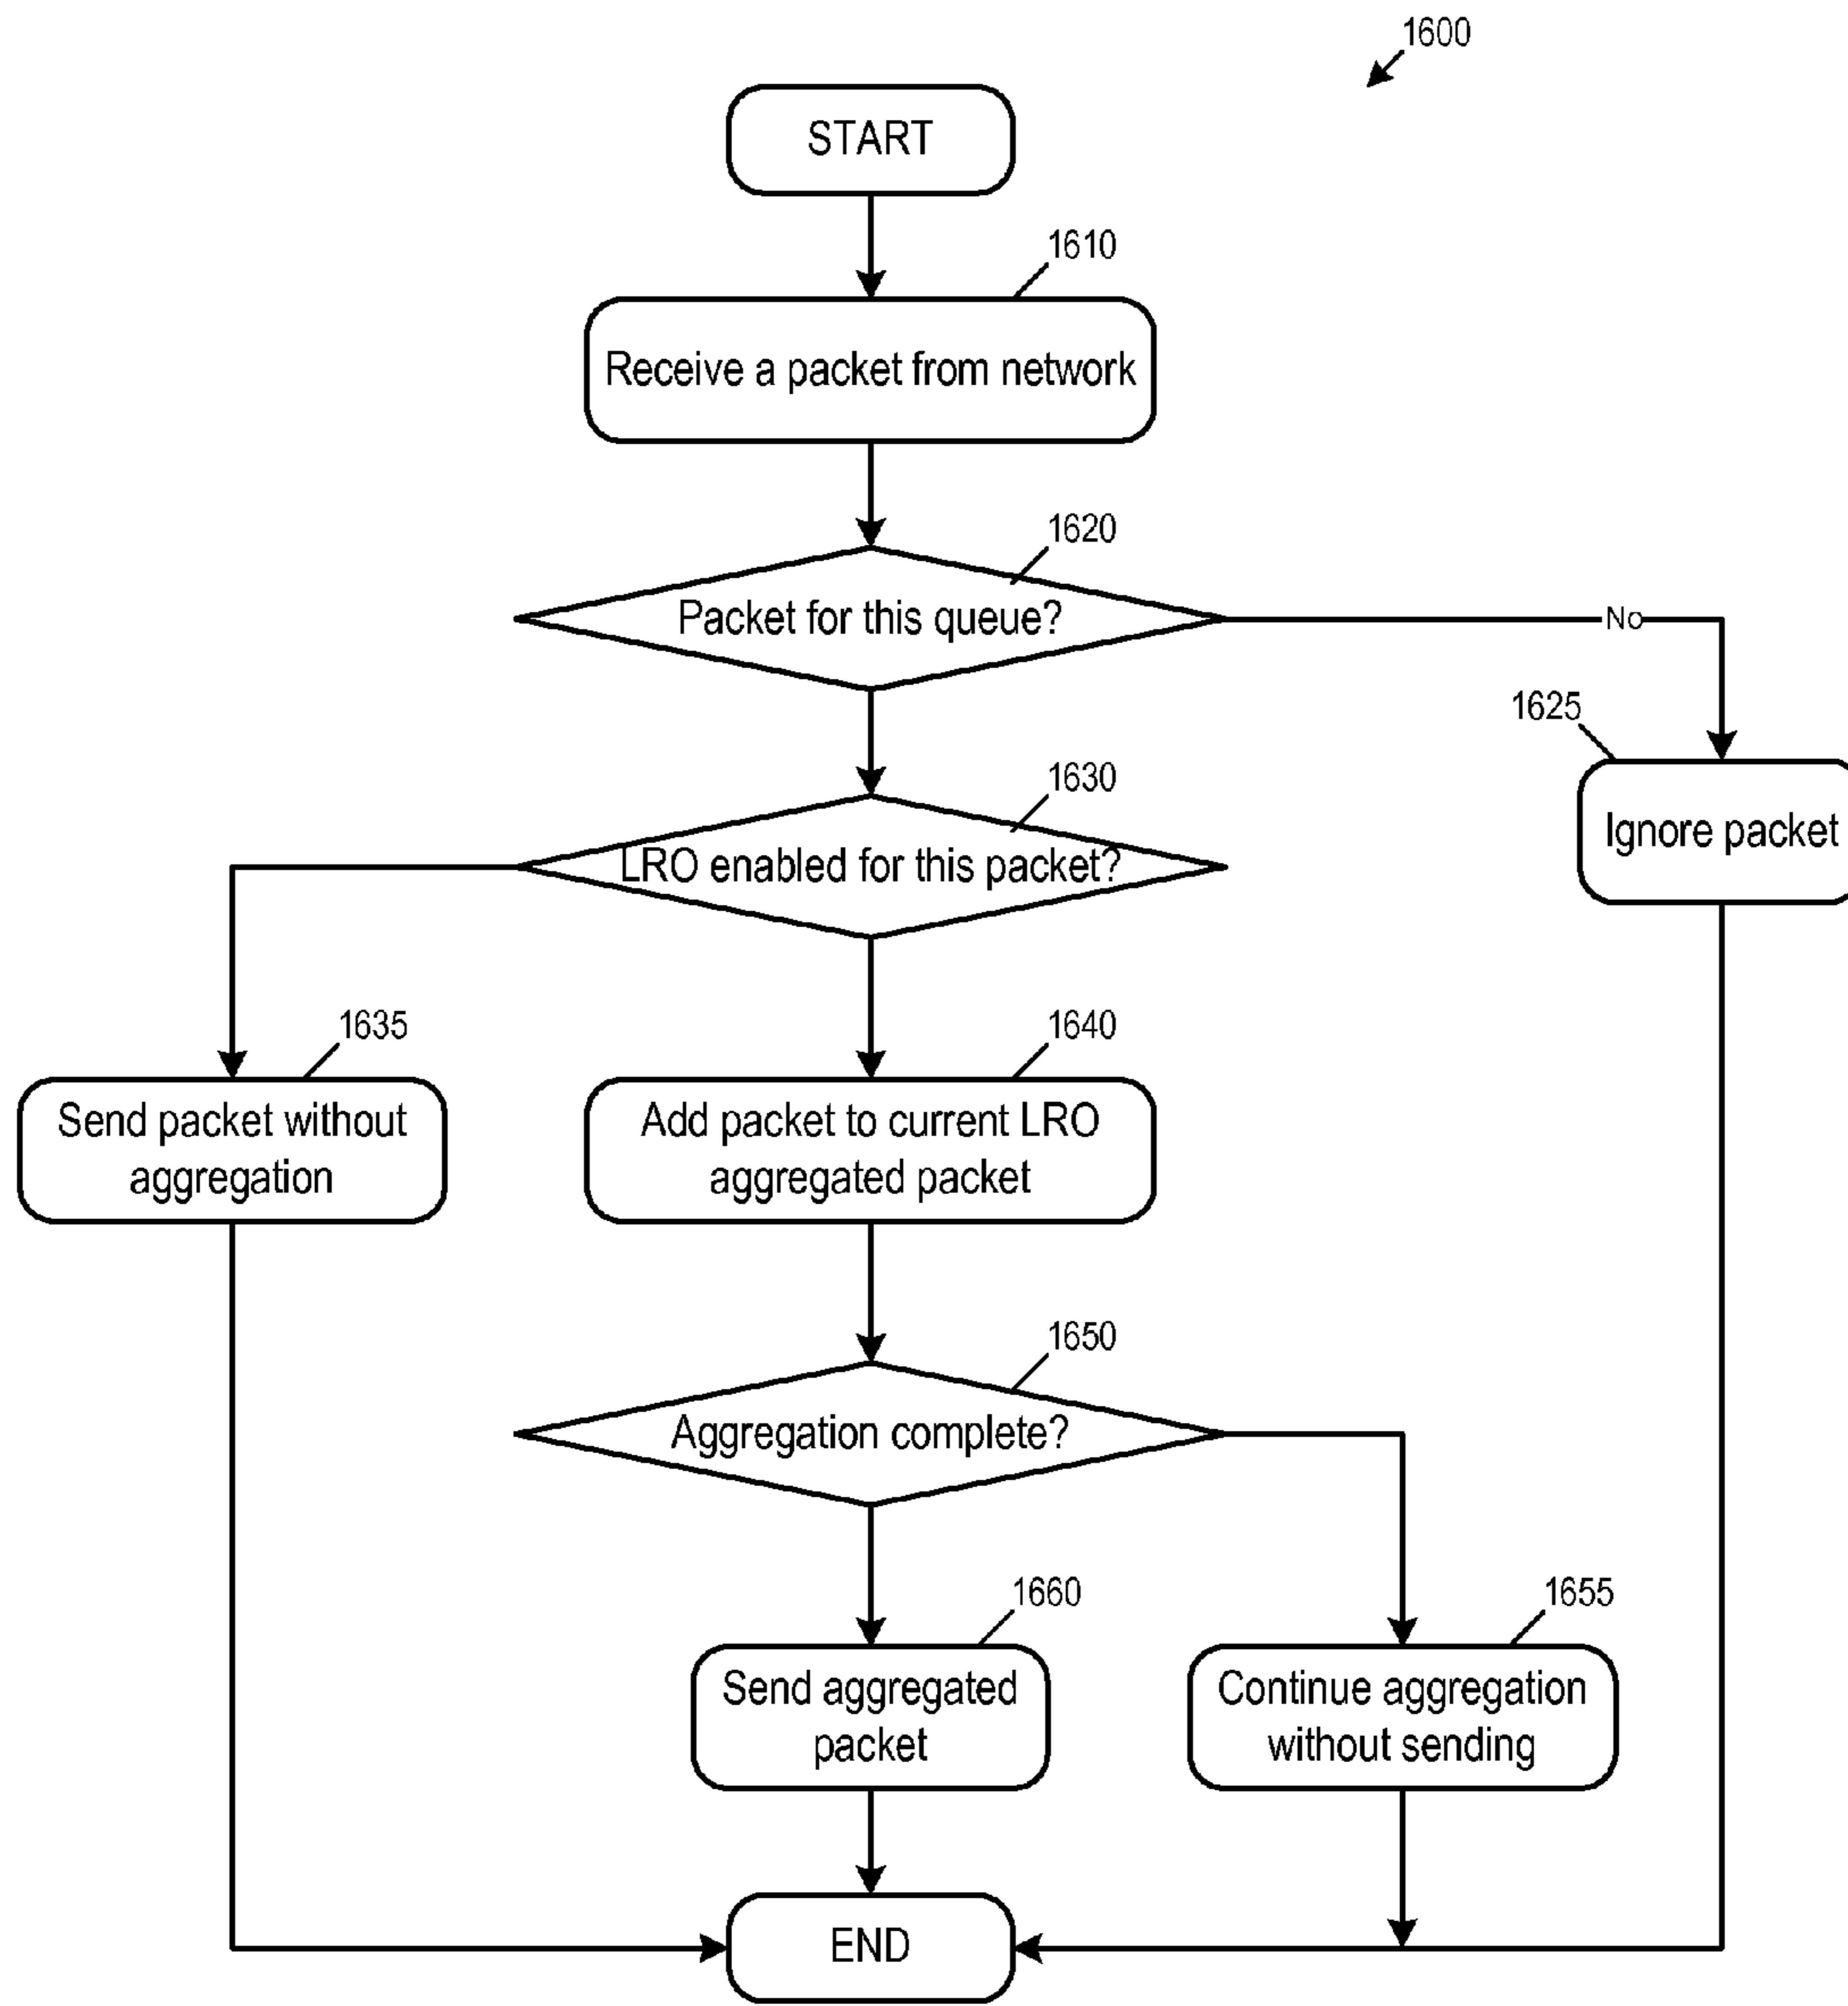 1600
START
1610
Receive a packet from network
1620
Packet for this queue?
No
1625
Ignore packet
1630
LRO enabled for this packet?
1635
Send packet without
aggregation
1640
Add packet to current LRO
aggregated packet
1650
Aggregation complete?
1660
Send aggregated
packet
1655
Continue aggregation
without sending
END